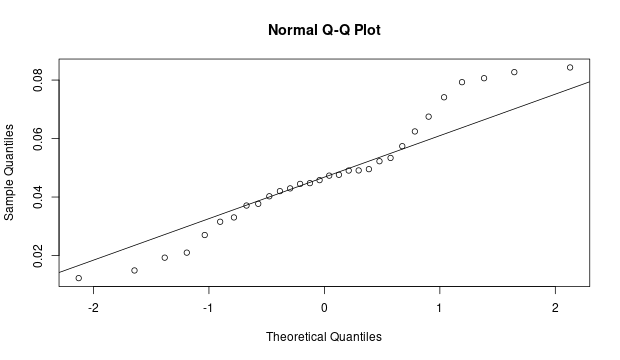 Normal Q-Q Plot
Sample Quantiles
0.08
0.06
0.04
0.02
-2 -1 0 1 2
Theoretical Quantiles